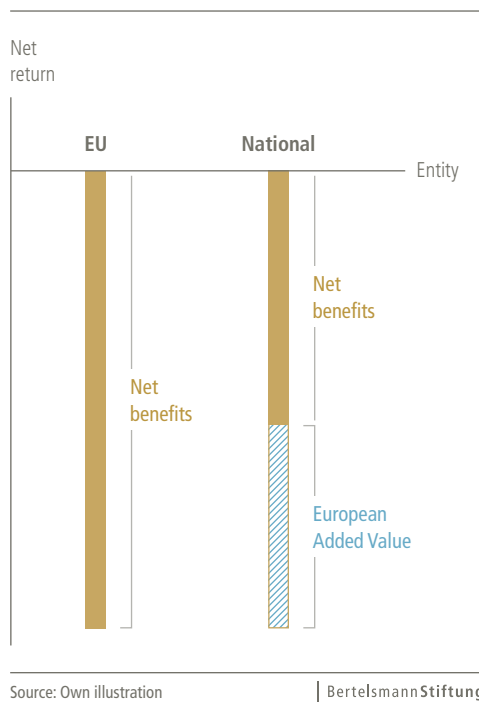 Net
return
EU
National
Entity
Net
benefits
Net
benefits
European
Added Value
Source: Own illustration
BertelsmannStiftung